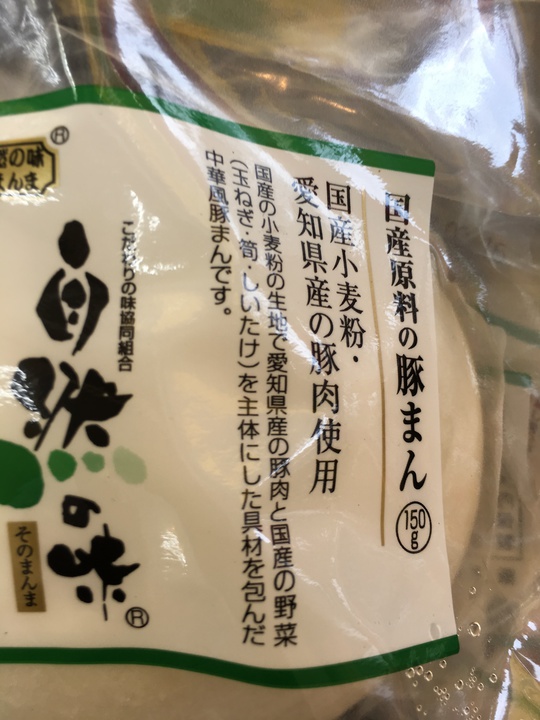 国産原料の豚まん
150g
国産小麦粉・
愛知県産の豚肉使用
国産の小麦粉の生地で愛知県産の豚肉と国産の野菜
(玉ねぎ・筍・しいたけ)を主体にした具材を包んだ
中華風豚まんです。
こだわりの味協同組合
自然の味
そのまんま
®
の味
んま
®